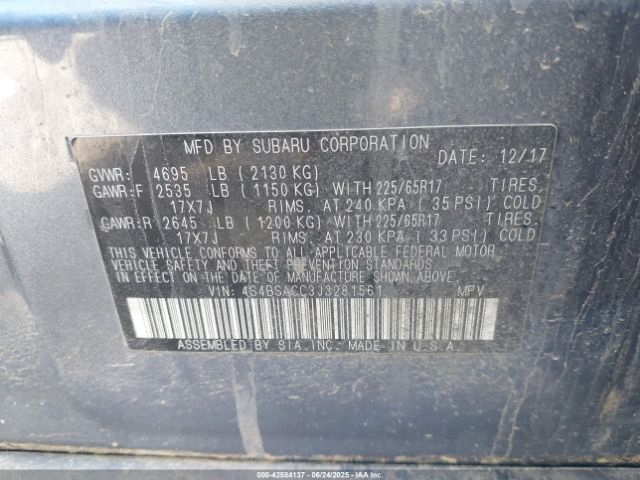 MFD BY SUBARU CORPORATION
DATE: 12/17
GVWR: 4695 LB (2130 KG)
GAWR:F 2535 LB (1150 KG) WITH 225/65R17 TIRES.
17X7J RIMS. AT 240 KPA ( 35 PSI) COLD
GAWR:R 2645 LB (1200 KG) WITH 225/65R17 TIRES.
17X7J RIMS. AT 230 KPA ( 33 PSI) COLD
THIS VEHICLE CONFORMS TO ALL APPLICABLE FEDERAL MOTOR
VEHICLE SAFETY AND THEFT PREVENTION STANDARDS
IN EFFECT ON THE DATE OF MANUFACTURE SHOWN ABOVE.
VIN: 4S4BSACC3J3281561 MPV
ASSEMBLED BY SIA.INC. MADE IN U.S.A.
000-42584137 - 06/24/2025 - IAAI.COM